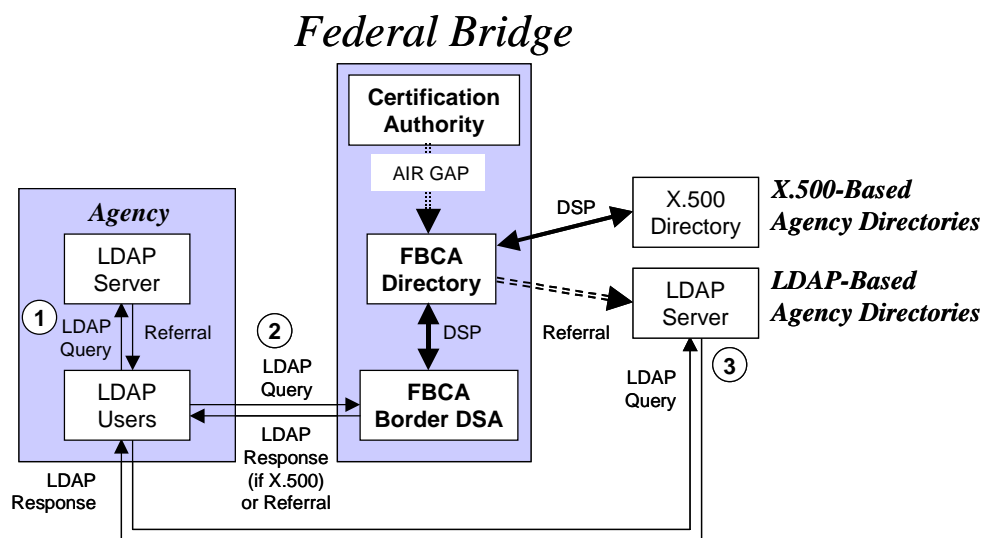 Federal Bridge
Certification
Authority
AIR GAP
Agency
LDAP
Server
1
LDAP
Query
Referral
LDAP
Users
2
LDAP
Query
LDAP
Response
(if X.500)
or Referral
LDAP
Response
FBCA
Directory
DSP
FBCA
Border DSA
DSP
X.500
Directory
X.500-Based
Agency Directories
Referral
LDAP
Server
LDAP-Based
Agency Directories
3
LDAP
Query